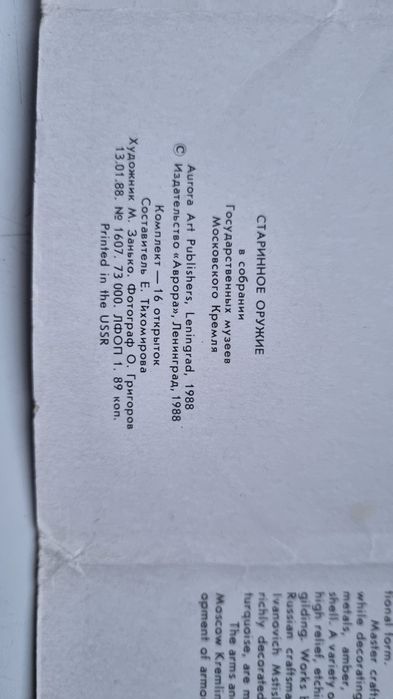 СТАРИННОЕ ОРУЖИЕ
в собрании
Государственных музеев
Московского Кремля
Aurora Art Publishers, Leningrad, 1988
© Издательство «Аврора», Ленинград, 1988
Комплект — 16 открыток
Составитель Е. Тихомирова
Художник М. Занько. Фотограф О. Григоров
13.01.88. № 1607. 73 000. ЛФОП 1. 89 коп.
Printed in the USSR
tional form.
Master craft
while decorating
metals, amber,
shell. A variety o
high relief, etchi
gilding. Works b
Russian craftsma
Ivanovich Mstis
richly decorated
turquoise, are m
The arms an
Moscow Kremlin
opment of armo